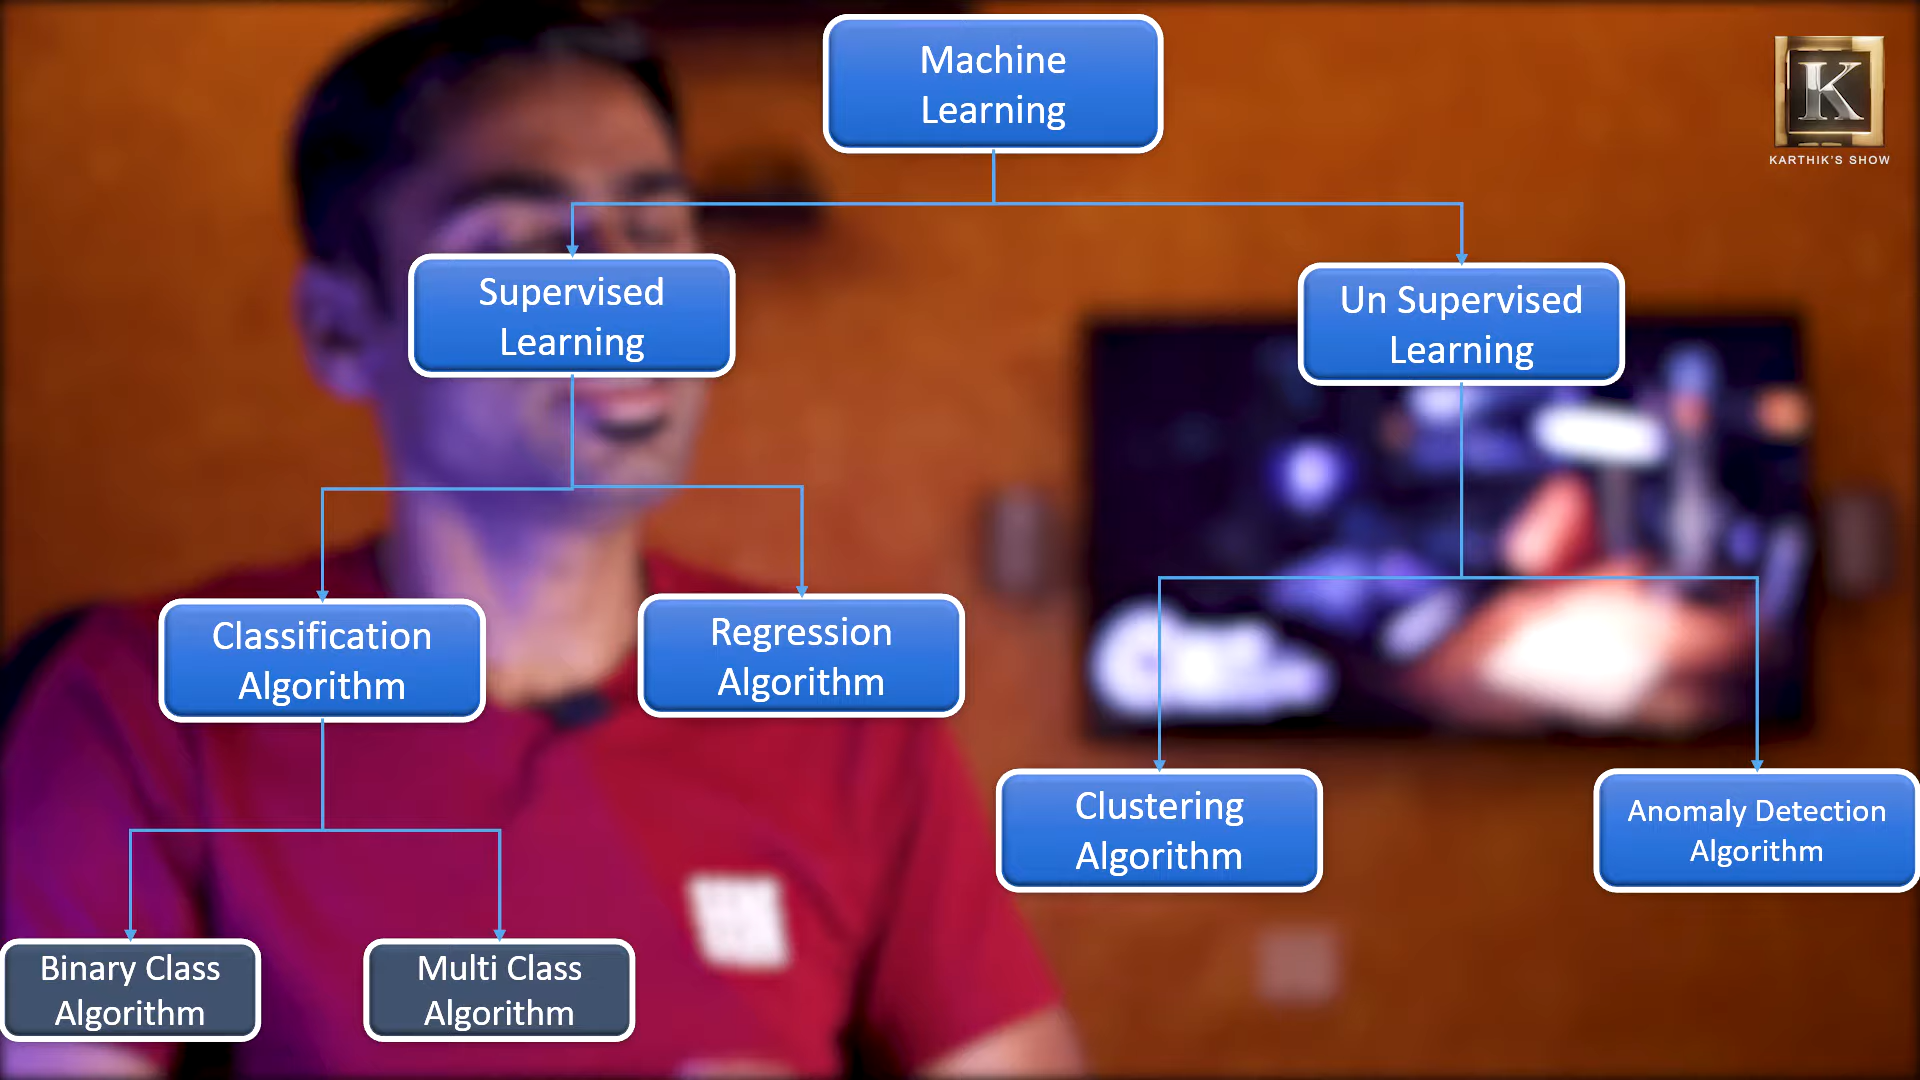 Machine
Learning
K
KARTHIK'S SHOW
Supervised
Learning
Un Supervised
Learning
Classification
Algorithm
Regression
Algorithm
Clustering
Algorithm
Anomaly Detection
Algorithm
Binary Class
Algorithm
Multi Class
Algorithm